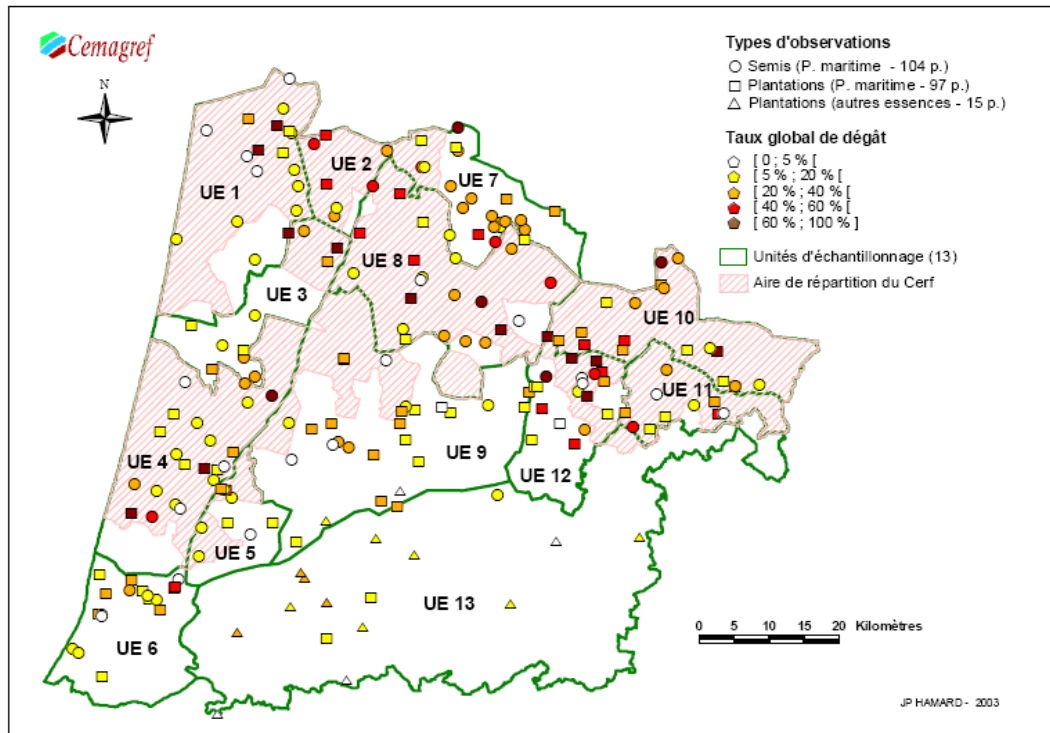 Cemagref
N
Types d'observations
Semis (P. maritime - 104 p.)
Plantations (P. maritime - 97 p.)
Plantations (autres essences - 15 p.)
Taux global de dégât
[ 0 ; 5 % [
[ 5 % ; 20 % [
[ 20 % ; 40 % [
[ 40 % ; 60 % [
[ 60 % ; 100 % ]
Unités d'échantillonnage (13)
Aire de répartition du Cerf
UE 1
UE 2
UE 7
UE 8
UE 3
UE 10
UE 11
UE 4
UE 9
UE 12
UE 5
UE 13
UE 6
0 5 10 15 20 Kilomètres
JP HAMARD - 2003